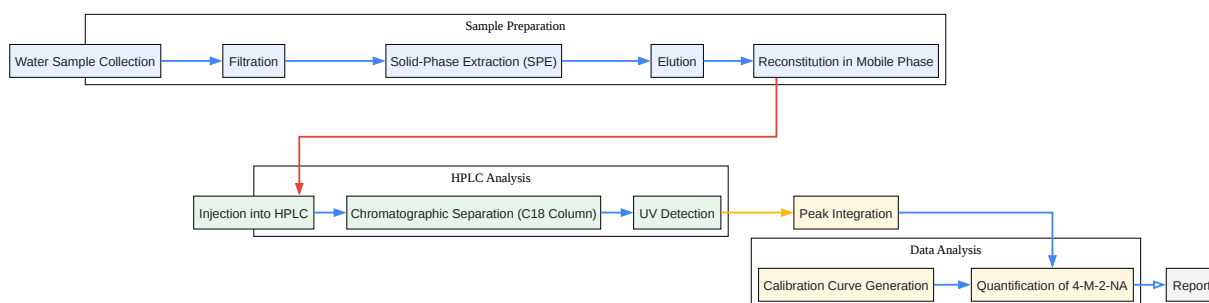 Sample Preparation
Water Sample Collection
Filtration
Solid-Phase Extraction (SPE)
Elution
Reconstitution in Mobile Phase
HPLC Analysis
Injection into HPLC
Chromatographic Separation (C18 Column)
UV Detection
Peak Integration
Data Analysis
Calibration Curve Generation
Quantification of 4-M-2-NA
Report